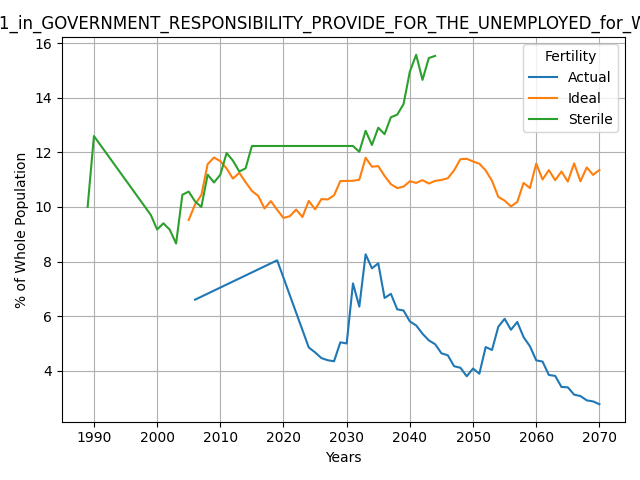 1_in_GOVERNMENT_RESPONSIBILITY_PROVIDE_FOR_THE_UNEMPLOYED_for_W
Fertility
Actual
Ideal
Sterile
% of Whole Population
16
14
12
10
8
6
4
1990
2000
2010
2020
2030
2040
2050
2060
2070
Years